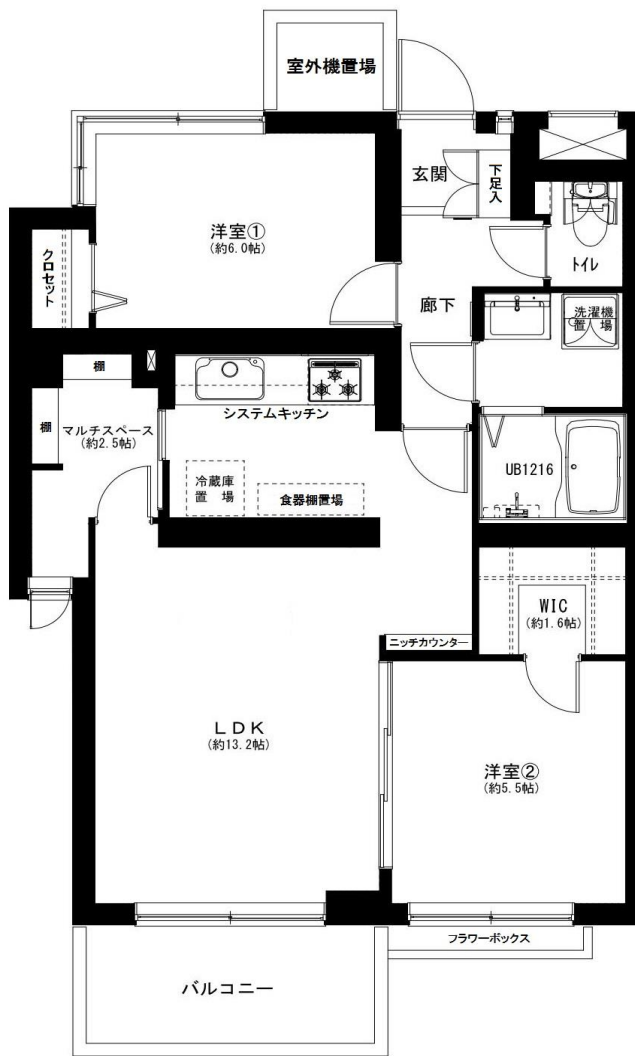 室外機置場
玄関
下足入
洋室①
(約6.0帖)
クロゼット
トイレ
廊下
洗濯機
置場
棚
棚
マルチスペース
(約2.5帖)
システムキッチン
冷蔵庫
置場
食器棚置場
UB1216
WIC
(約1.6帖)
ニッチカウンター
LDK
(約13.2帖)
洋室②
(約5.5帖)
フラワーボックス
バルコニー